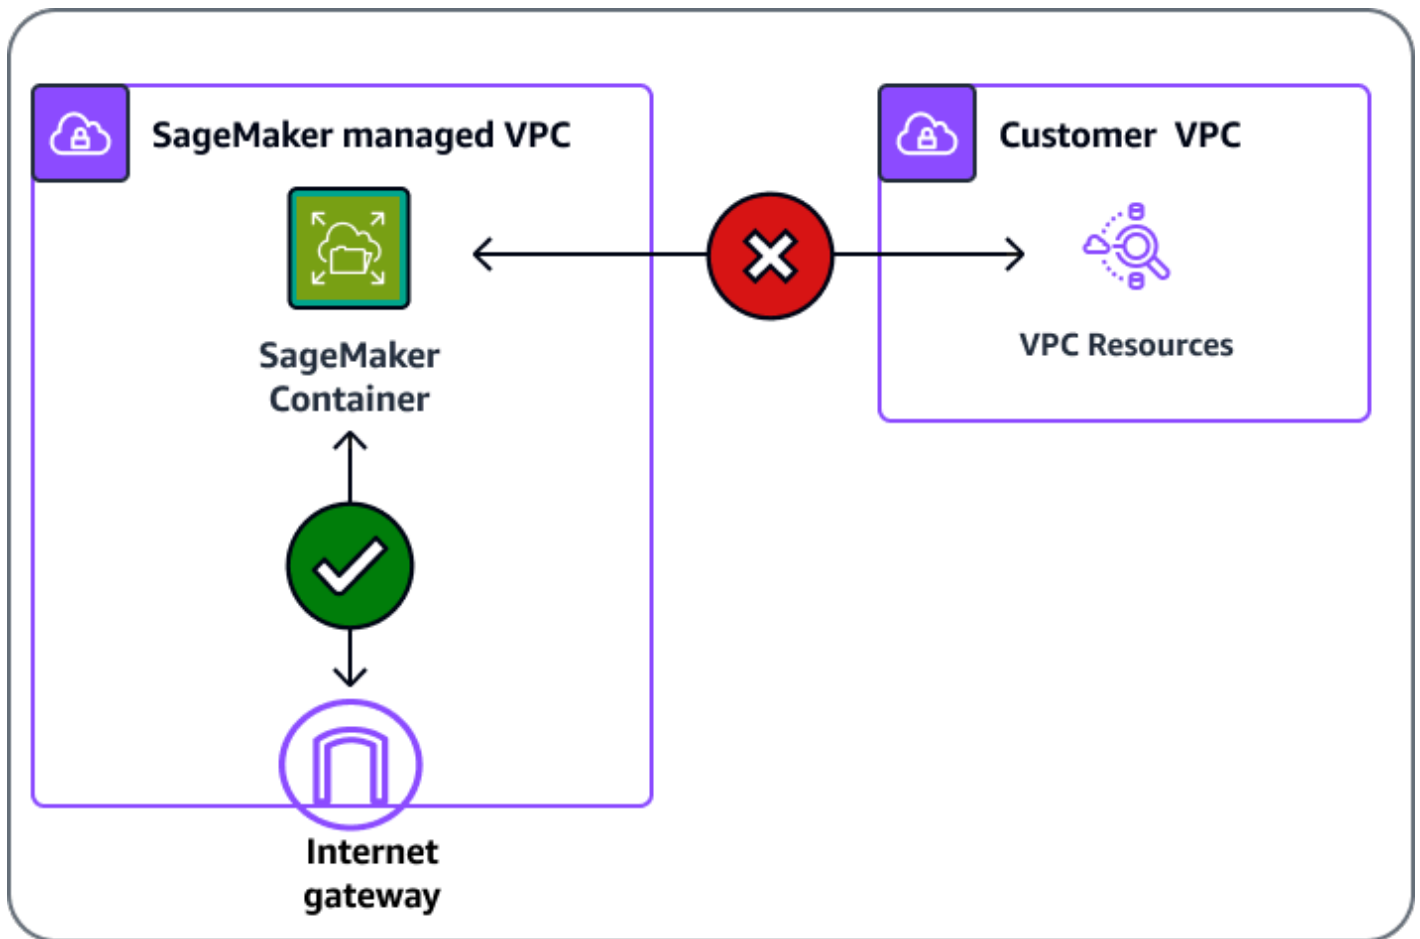 SageMaker managed VPC
Customer VPC
SageMaker
Container
VPC Resources
Internet
gateway